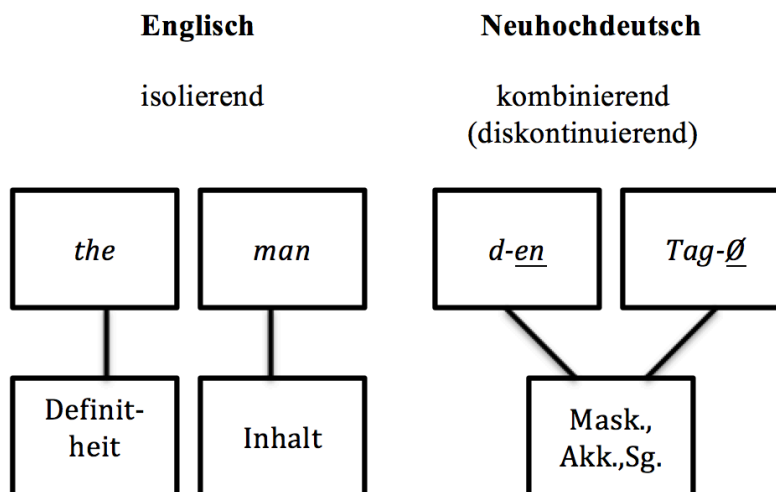 Englisch
Neuhochdeutsch
isolierend
kombinierend
(diskontinuierend)
the
man
d-en
Tag-Ø
Definit-
heit
Inhalt
Mask.,
Akk.,Sg.